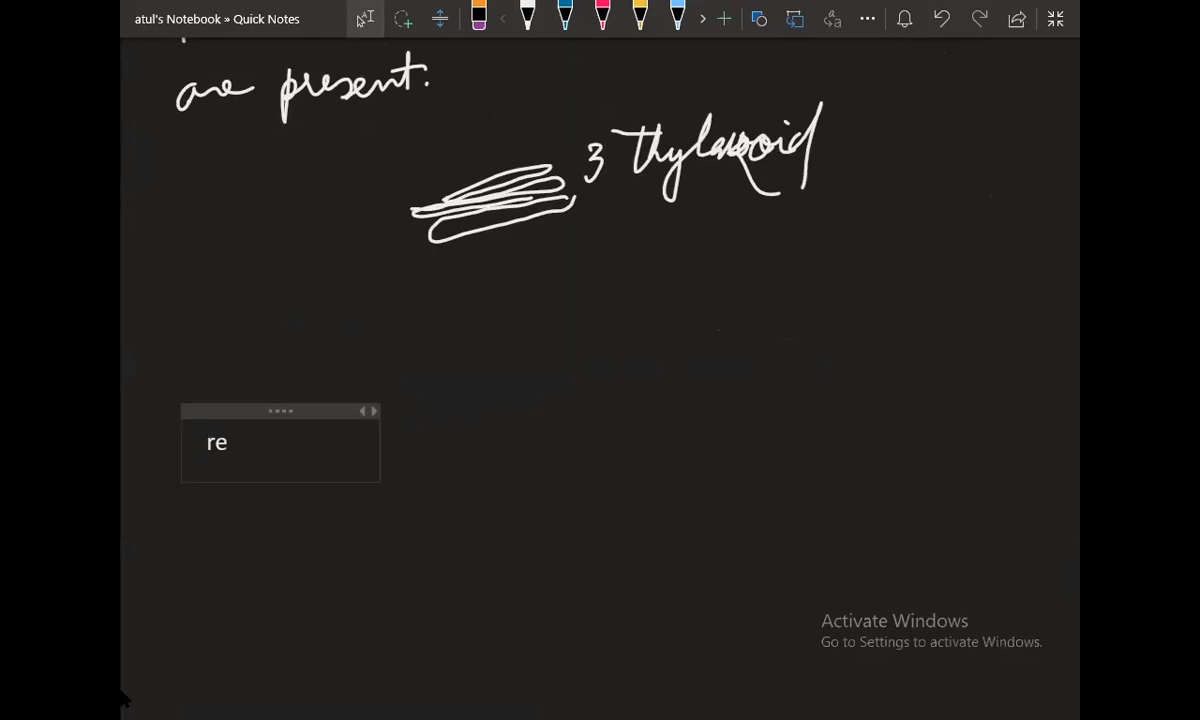 atul's Notebook » Quick Notes
are present.
3 Thylakoid
re
Activate Windows
Go to Settings to activate Windows.